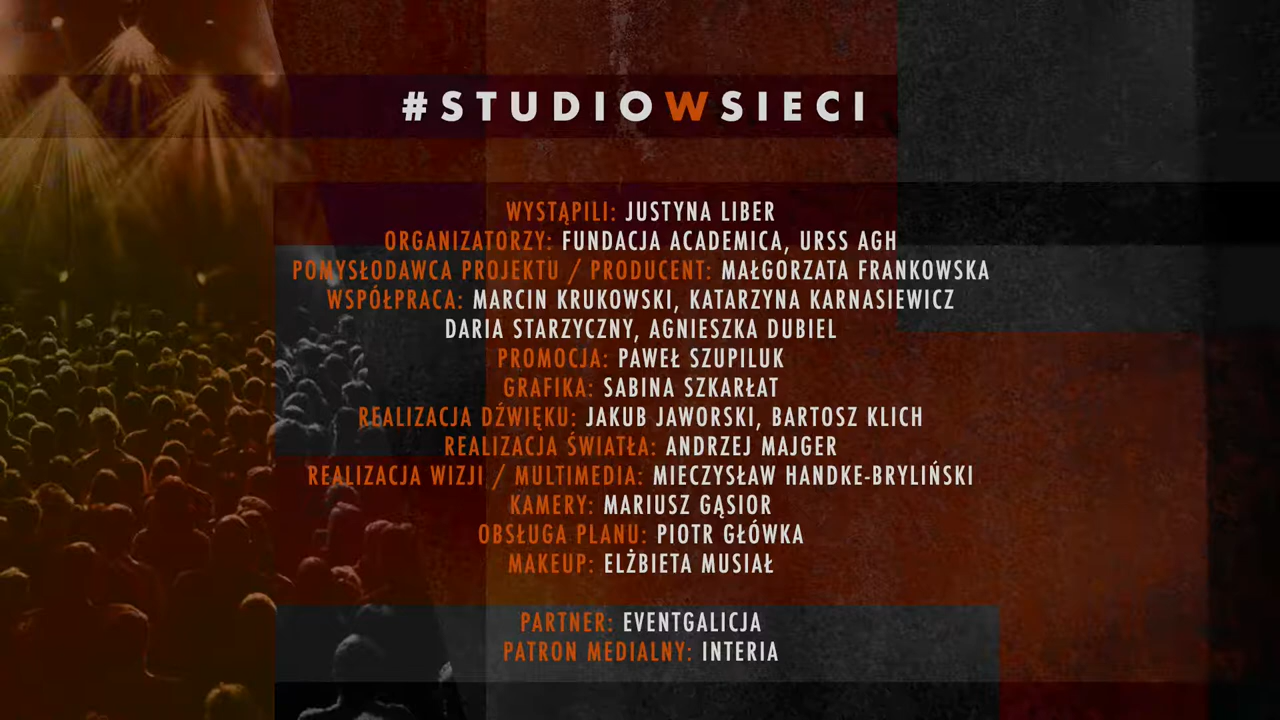 #STUDIOWSIECI
WYSTĄPILI: JUSTYNA LIBER
ORGANIZATORZY: FUNDACJA ACADEMICA, URSS AGH
POMYSŁODAWCA PROJEKTU / PRODUCENT: MAŁGORZATA FRANKOWSKA
WSPÓŁPRACA: MARCIN KRUKOWSKI, KATARZYNA KARNASIEWICZ
DARIA STARZYCZNY, AGNIESZKA DUBIEL
PROMOCJA: PAWEŁ SZUPILUK
GRAFIKA: SABINA SZKARŁAT
REALIZACJA DŹWIĘKU: JAKUB JAWORSKI, BARTOSZ KLICH
REALIZACJA ŚWIATŁA: ANDRZEJ MAJGER
REALIZACJA WIZJI / MULTIMEDIA: MIECZYSŁAW HANDKE-BRYLIŃSKI
KAMERY: MARIUSZ GĄSIOR
OBSŁUGA PLANU: PIOTR GŁÓWKA
MAKEUP: ELŻBIETA MUSIAŁ
PARTNER: EVENTGALICJA
PATRON MEDIALNY: INTERIA